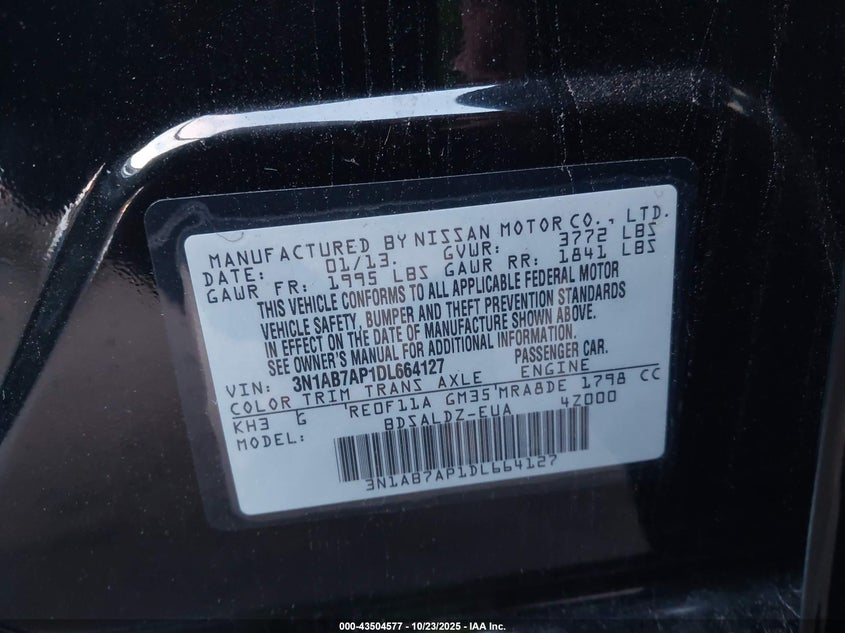 MANUFACTURED BY NISSAN MOTOR CO., LTD.
DATE: 01/13. GVWR: 3772 LBS
GAWR FR: 1995 LBS GAWR RR: 1841 LBS
THIS VEHICLE CONFORMS TO ALL APPLICABLE FEDERAL MOTOR
VEHICLE SAFETY, BUMPER AND THEFT PREVENTION STANDARDS
IN EFFECT ON THE DATE OF MANUFACTURE SHOWN ABOVE.
SEE OWNER'S MANUAL FOR ADDITIONAL INFORMATION.
VIN: 3N1AB7AP1DL664127 PASSENGER CAR.
COLOR TRIM TRANS AXLE ENGINE
KH3 G 'RE0F11A GM35'MRA8DE 1798 CC
MODEL: BDSALDZ-EUA 4Z000
3N1AB7AP1DL664127
000-43504577 - 10/23/2025 - IAA Inc.